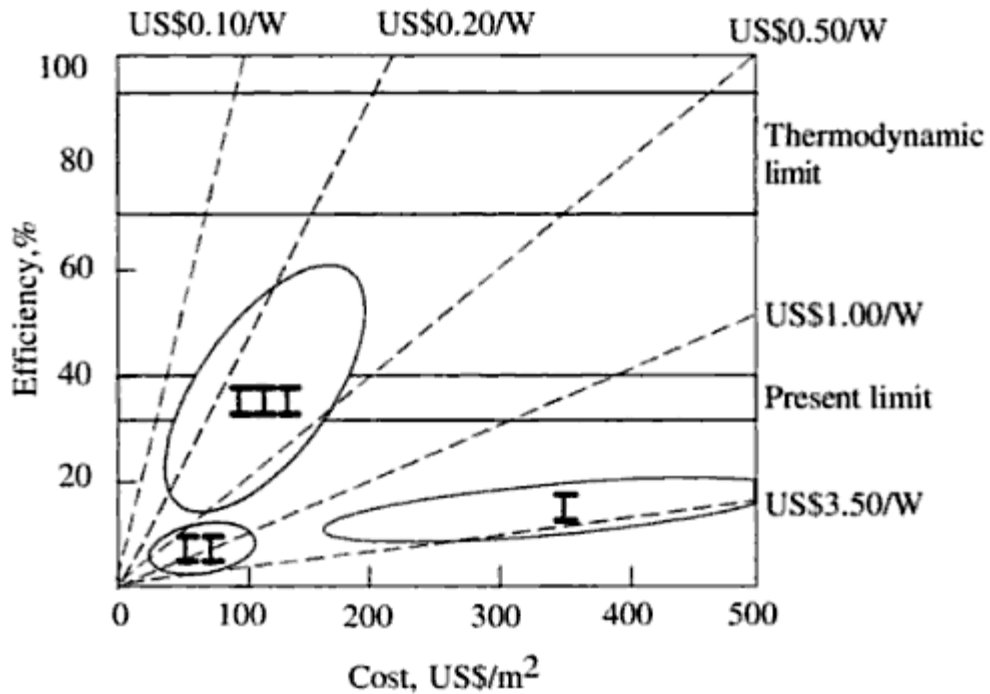 US$0.10/W
US$0.20/W
US$0.50/W
100
80
60
40
20
Efficiency,%
Thermodynamic
limit
US$1.00/W
Present limit
US$3.50/W
III
I
II
0
100
200
300
400
500
Cost, US$/m²